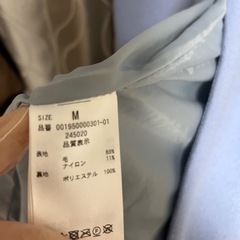 SIZE M
品番 001950000301-01
245020
品質表示
表地 毛 89%
ナイロン 11%
裏地 ポリエステル 100%